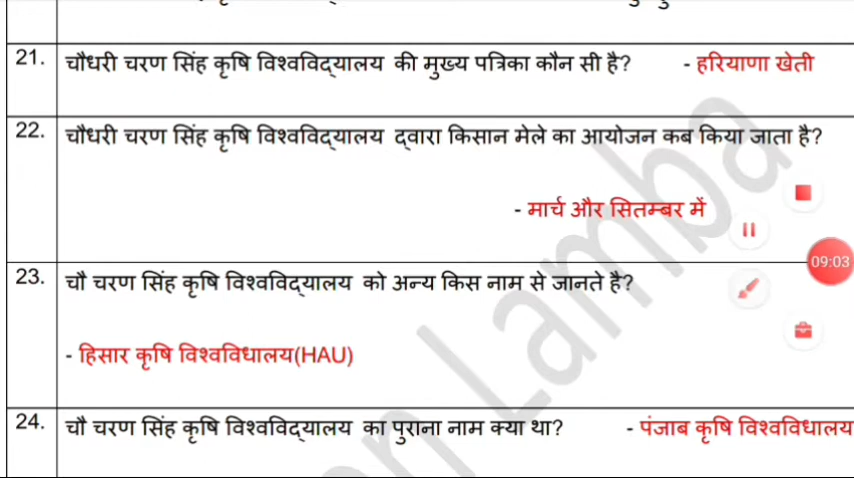 21. चौधरी चरण सिंह कृषि विश्वविद्यालय की मुख्य पत्रिका कौन सी है? - हरियाणा खेती
22. चौधरी चरण सिंह कृषि विश्वविद्यालय द्वारा किसान मेले का आयोजन कब किया जाता है?
- मार्च और सितम्बर में
09:03
23. चौ चरण सिंह कृषि विश्वविद्यालय को अन्य किस नाम से जानते है?
- हिसार कृषि विश्वविधालय(HAU)
24. चौ चरण सिंह कृषि विश्वविद्यालय का पुराना नाम क्या था? - पंजाब कृषि विश्वविधालय
Lamba